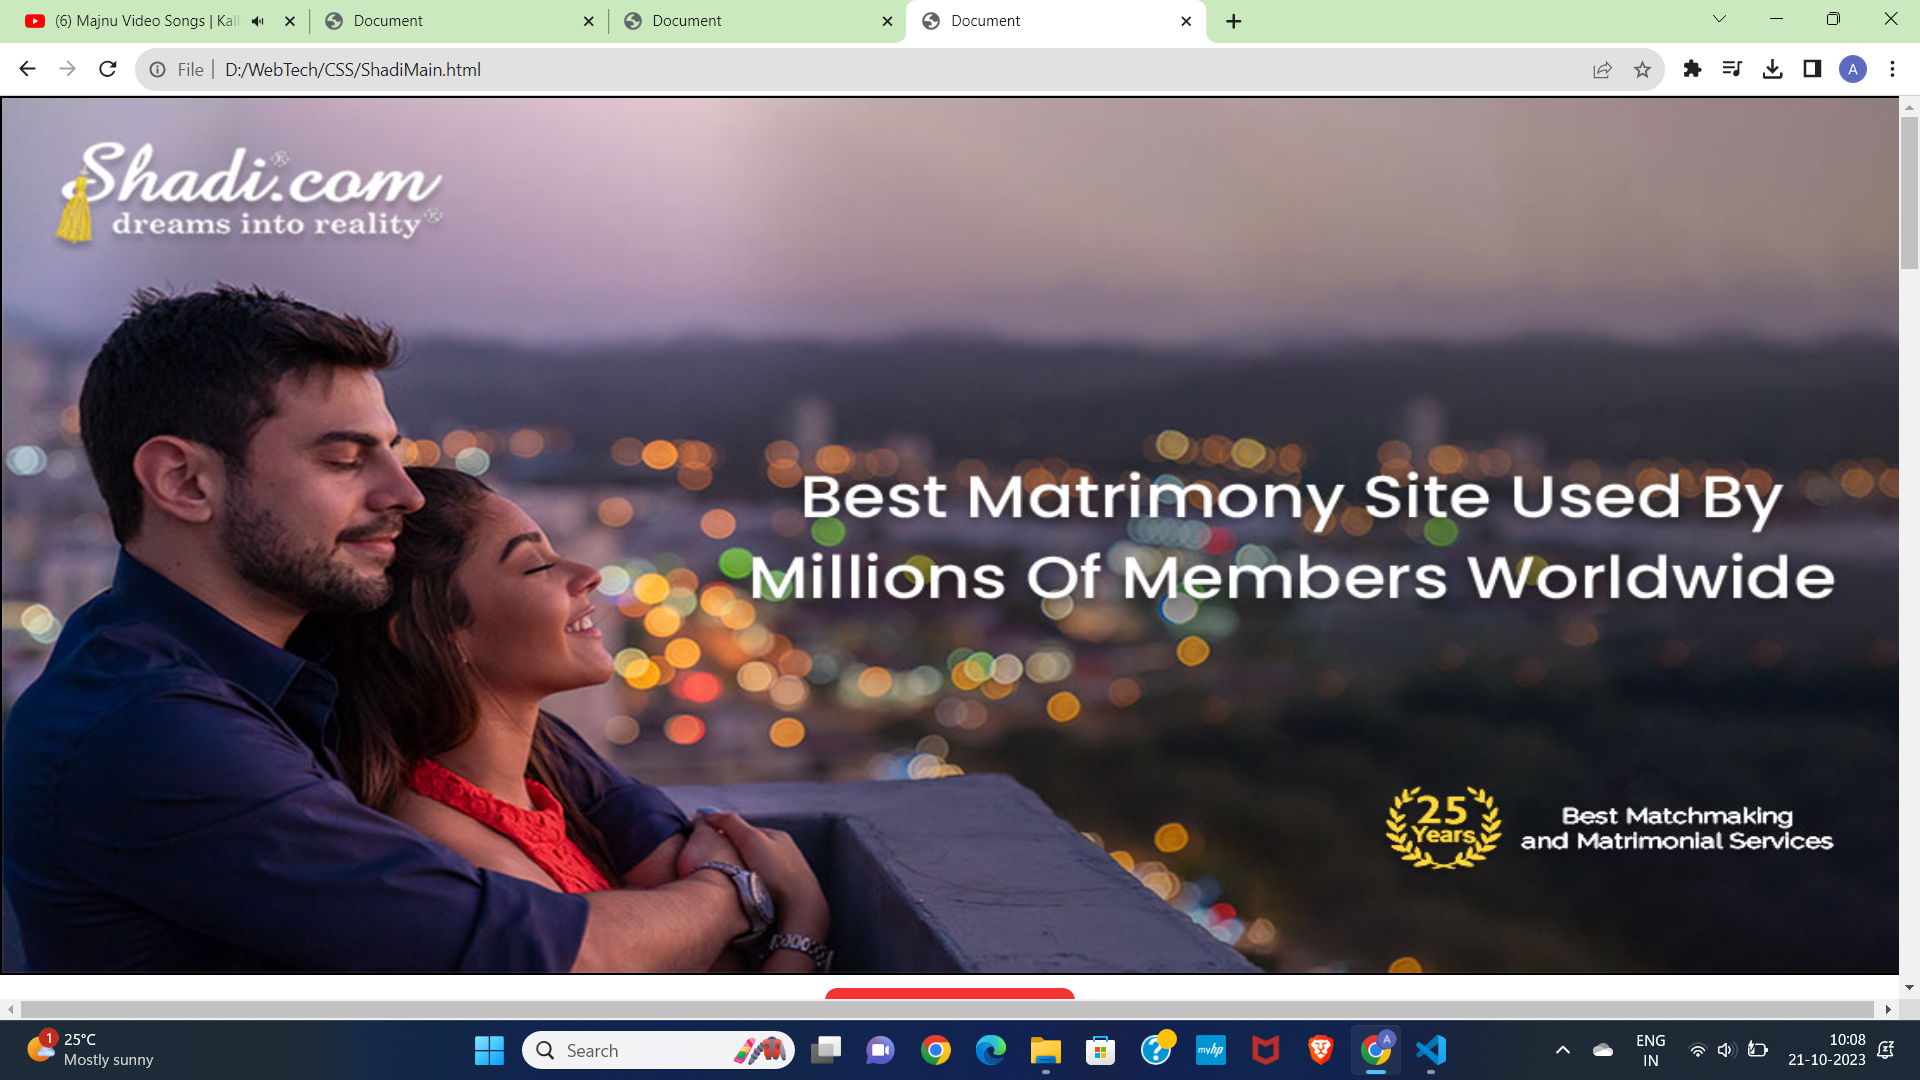 (6) Majnu Video Songs | Kall
Document
Document
Document
File
D:/WebTech/CSS/ShadiMain.html
A
Shadi.com®
dreams into reality®
Best Matrimony Site Used By
Millions Of Members Worldwide
25
Years
Best Matchmaking
and Matrimonial Services
1
25°C
Mostly sunny
Search
myhp
A
ENG
IN
10:08
21-10-2023